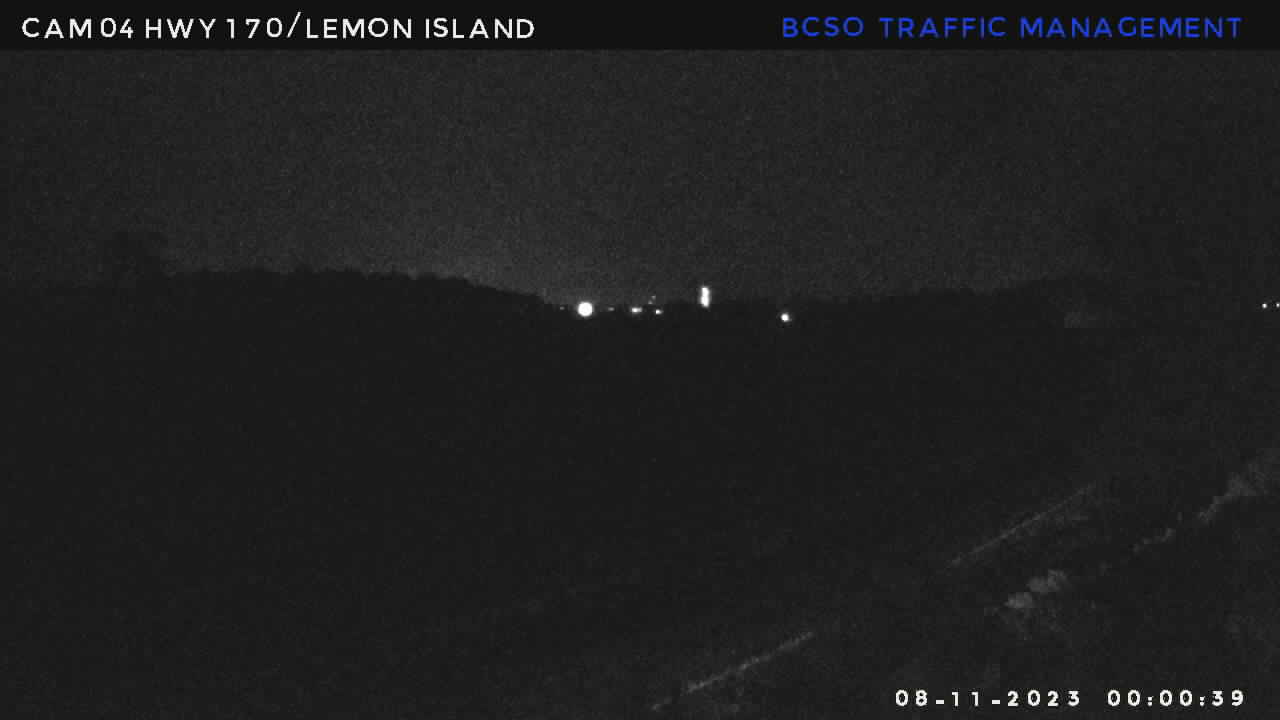 CAM04 HWY 170/LEMON ISLAND
BCSO TRAFFIC MANAGEMENT
08-11-2023 00:00:39